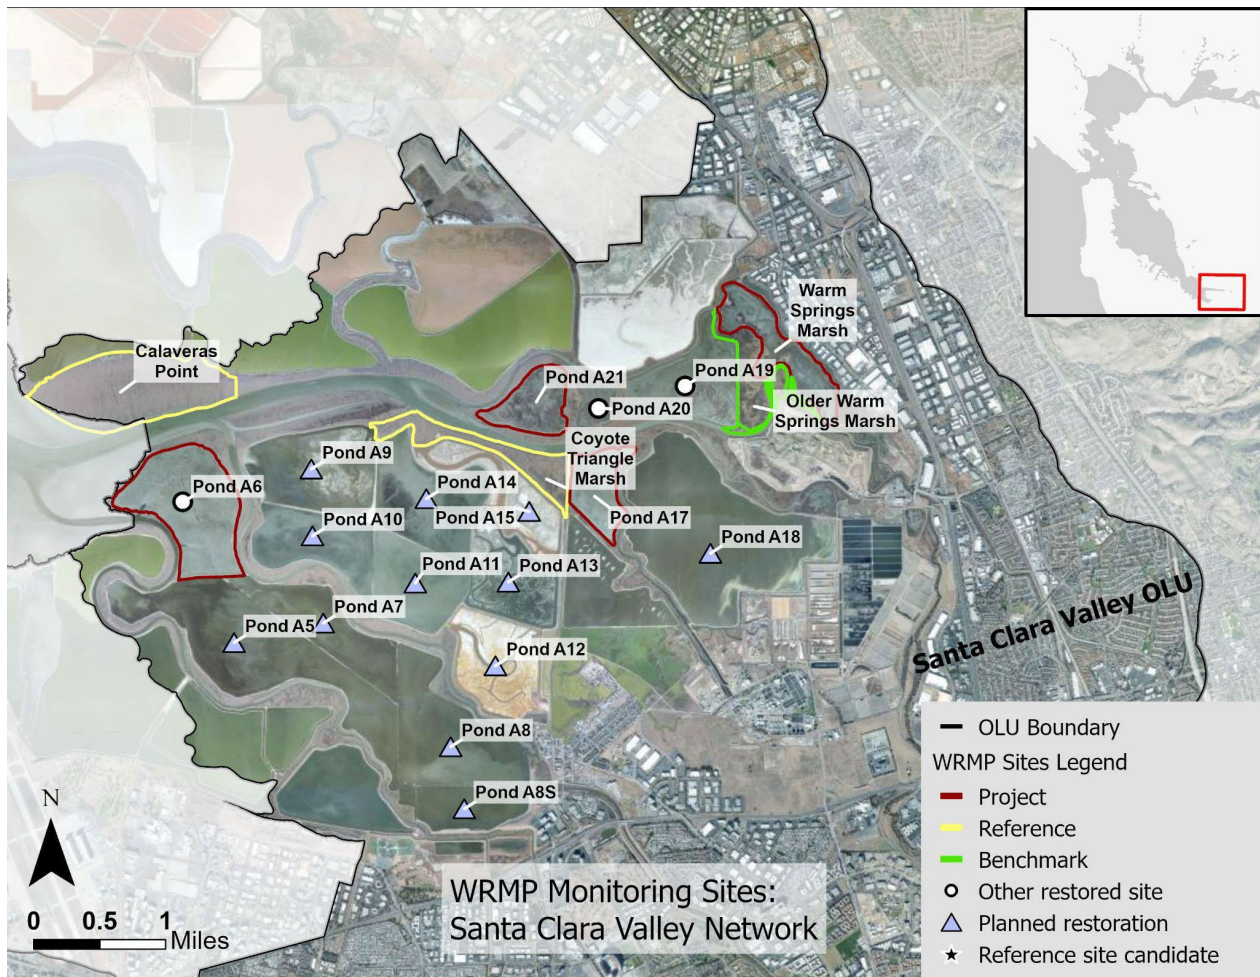 Warm
Springs
Marsh
Calaveras
Point
Pond A21
Pond A19
Pond A20
Older Warm
Springs Marsh
Coyote
Triangle
Marsh
Pond A9
Pond A14
Pond A6
Pond A15
Pond A17
Pond A10
Pond A18
Pond A11
Pond A13
Pond A7
Pond A5
Pond A12
Santa Clara Valley OLU
Pond A8
Pond A8S
N
0 0.5 1
Miles
WRMP Monitoring Sites:
Santa Clara Valley Network
OLU Boundary
WRMP Sites Legend
Project
Reference
Benchmark
Other restored site
Planned restoration
Reference site candidate